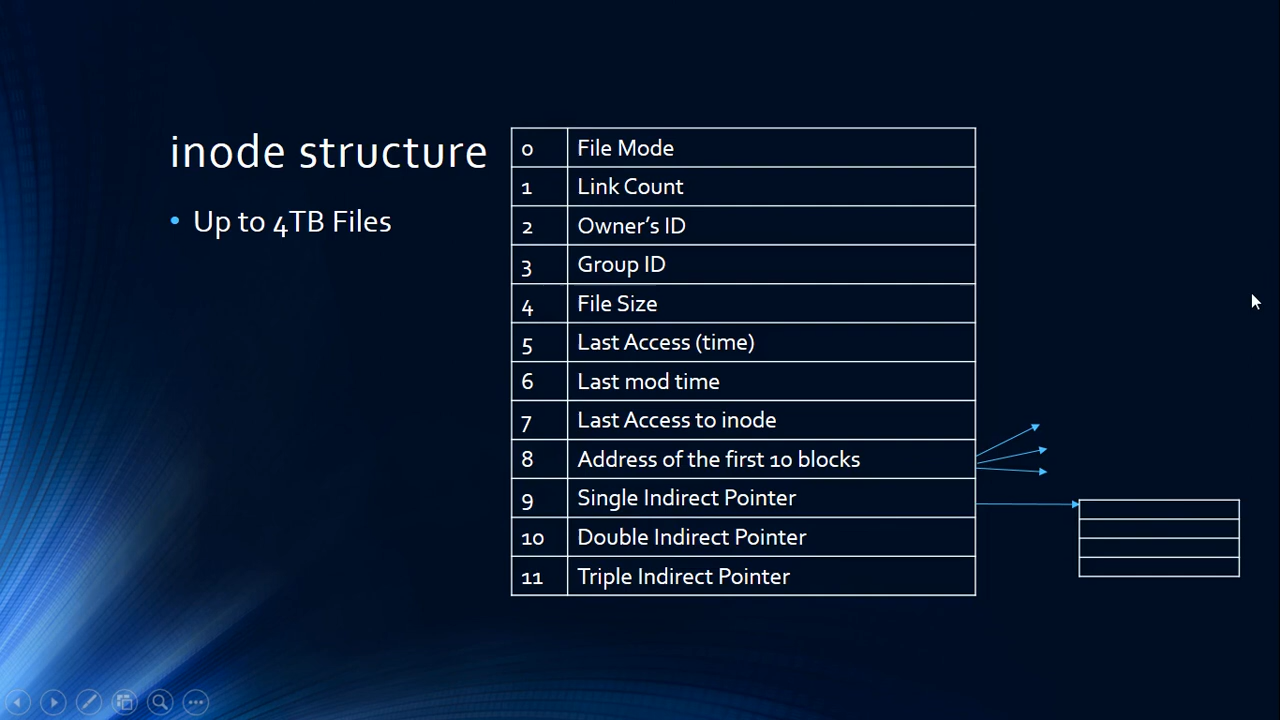 inode structure
• Up to 4TB Files
0 File Mode
1 Link Count
2 Owner’s ID
3 Group ID
4 File Size
5 Last Access (time)
6 Last mod time
7 Last Access to inode
8 Address of the first 10 blocks
9 Single Indirect Pointer
10 Double Indirect Pointer
11 Triple Indirect Pointer